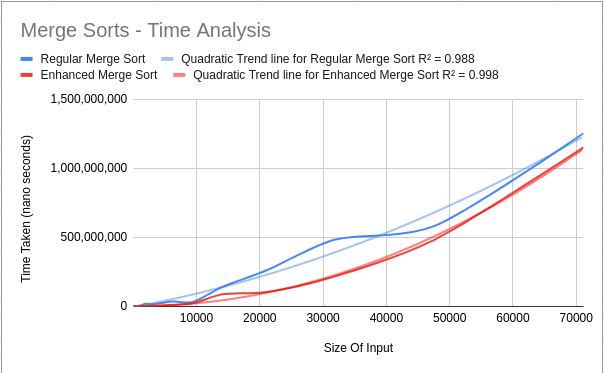 Merge Sorts - Time Analysis
Regular Merge Sort Quadratic Trend line for Regular Merge Sort R² = 0.988
Enhanced Merge Sort Quadratic Trend line for Enhanced Merge Sort R² = 0.998
Time Taken (nano seconds)
1,500,000,000
1,000,000,000
500,000,000
0
10000 20000 30000 40000 50000 60000 70000
Size Of Input